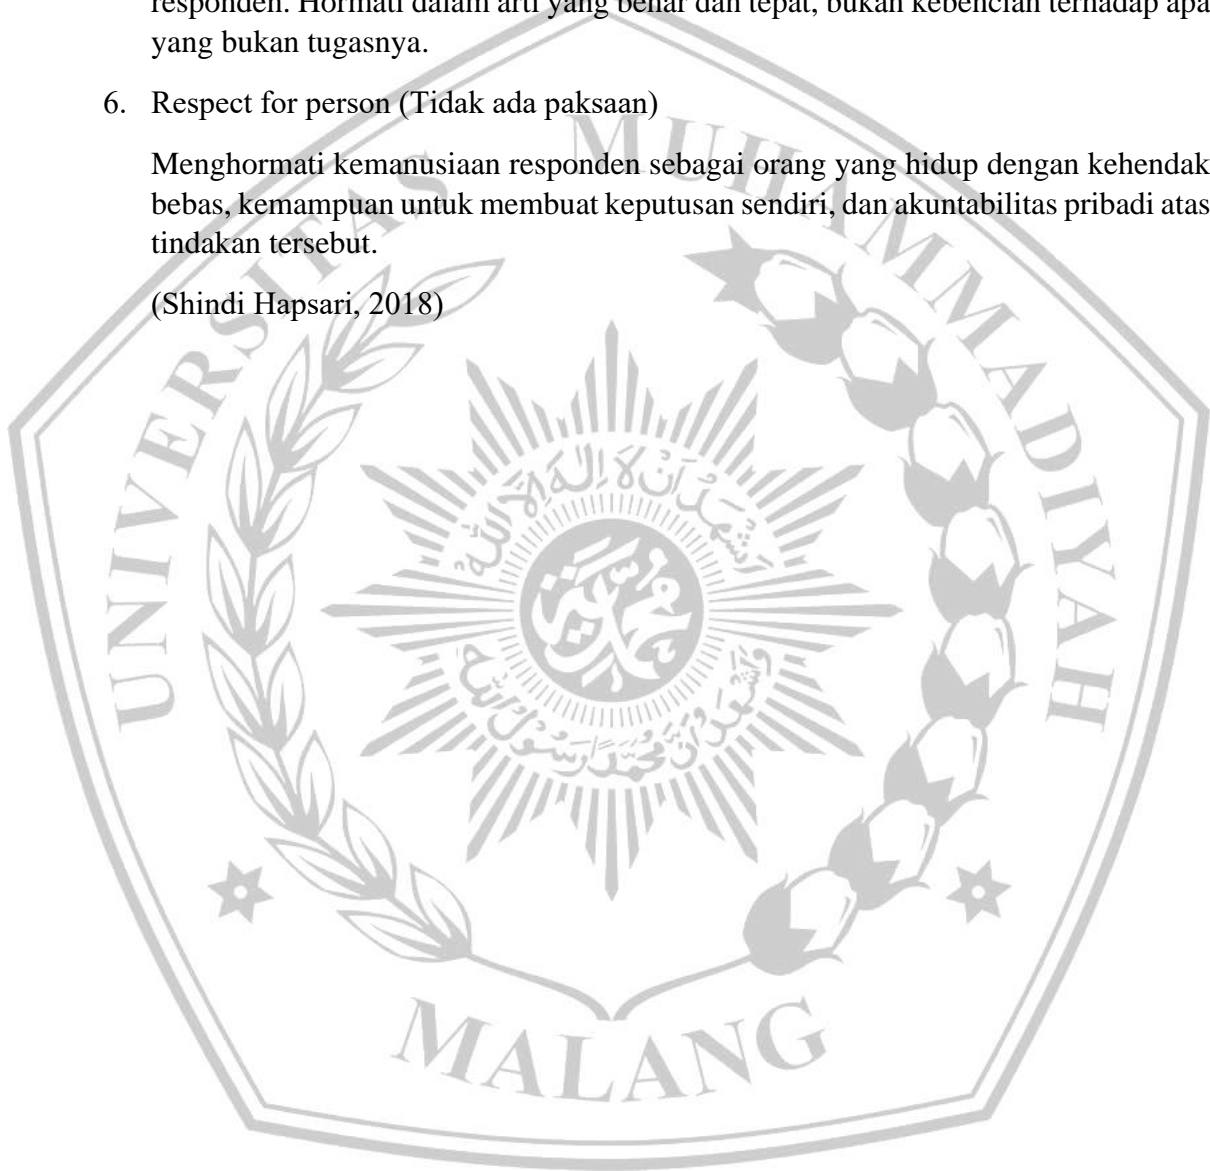 responden. Hormati dalam arti yang benar dan tepat, bukan kebencian terhadap apa
yang bukan tugasnya.
6. Respect for person (Tidak ada paksaan)
Menghormati kemanusiaan responden sebagai orang yang hidup dengan kehendak
bebas, kemampuan untuk membuat keputusan sendiri, dan akuntabilitas pribadi atas
tindakan tersebut.
(Shindi Hapsari, 2018)
UNIVERSITAS MUHAMMADIYAH
MALANG